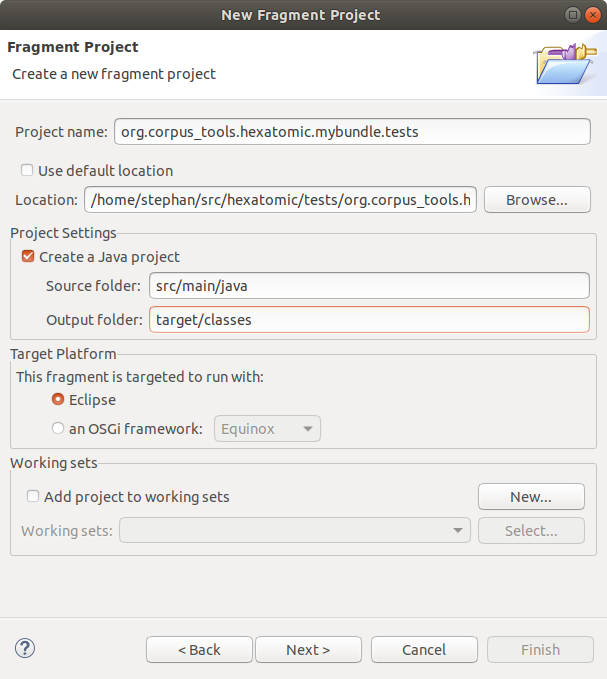 New Fragment Project
Fragment Project
Create a new fragment project
Project name: org.corpus_tools.hexatomic.mybundle.tests
Use default location
Location: /home/stephan/src/hexatomic/tests/org.corpus_tools.h Browse...
Project Settings
Create a Java project
Source folder: src/main/java
Output folder: target/classes
Target Platform
This fragment is targeted to run with:
Eclipse
an OSGi framework: Equinox
Working sets
Add project to working sets New...
Working sets: Select...
? < Back Next > Cancel Finish